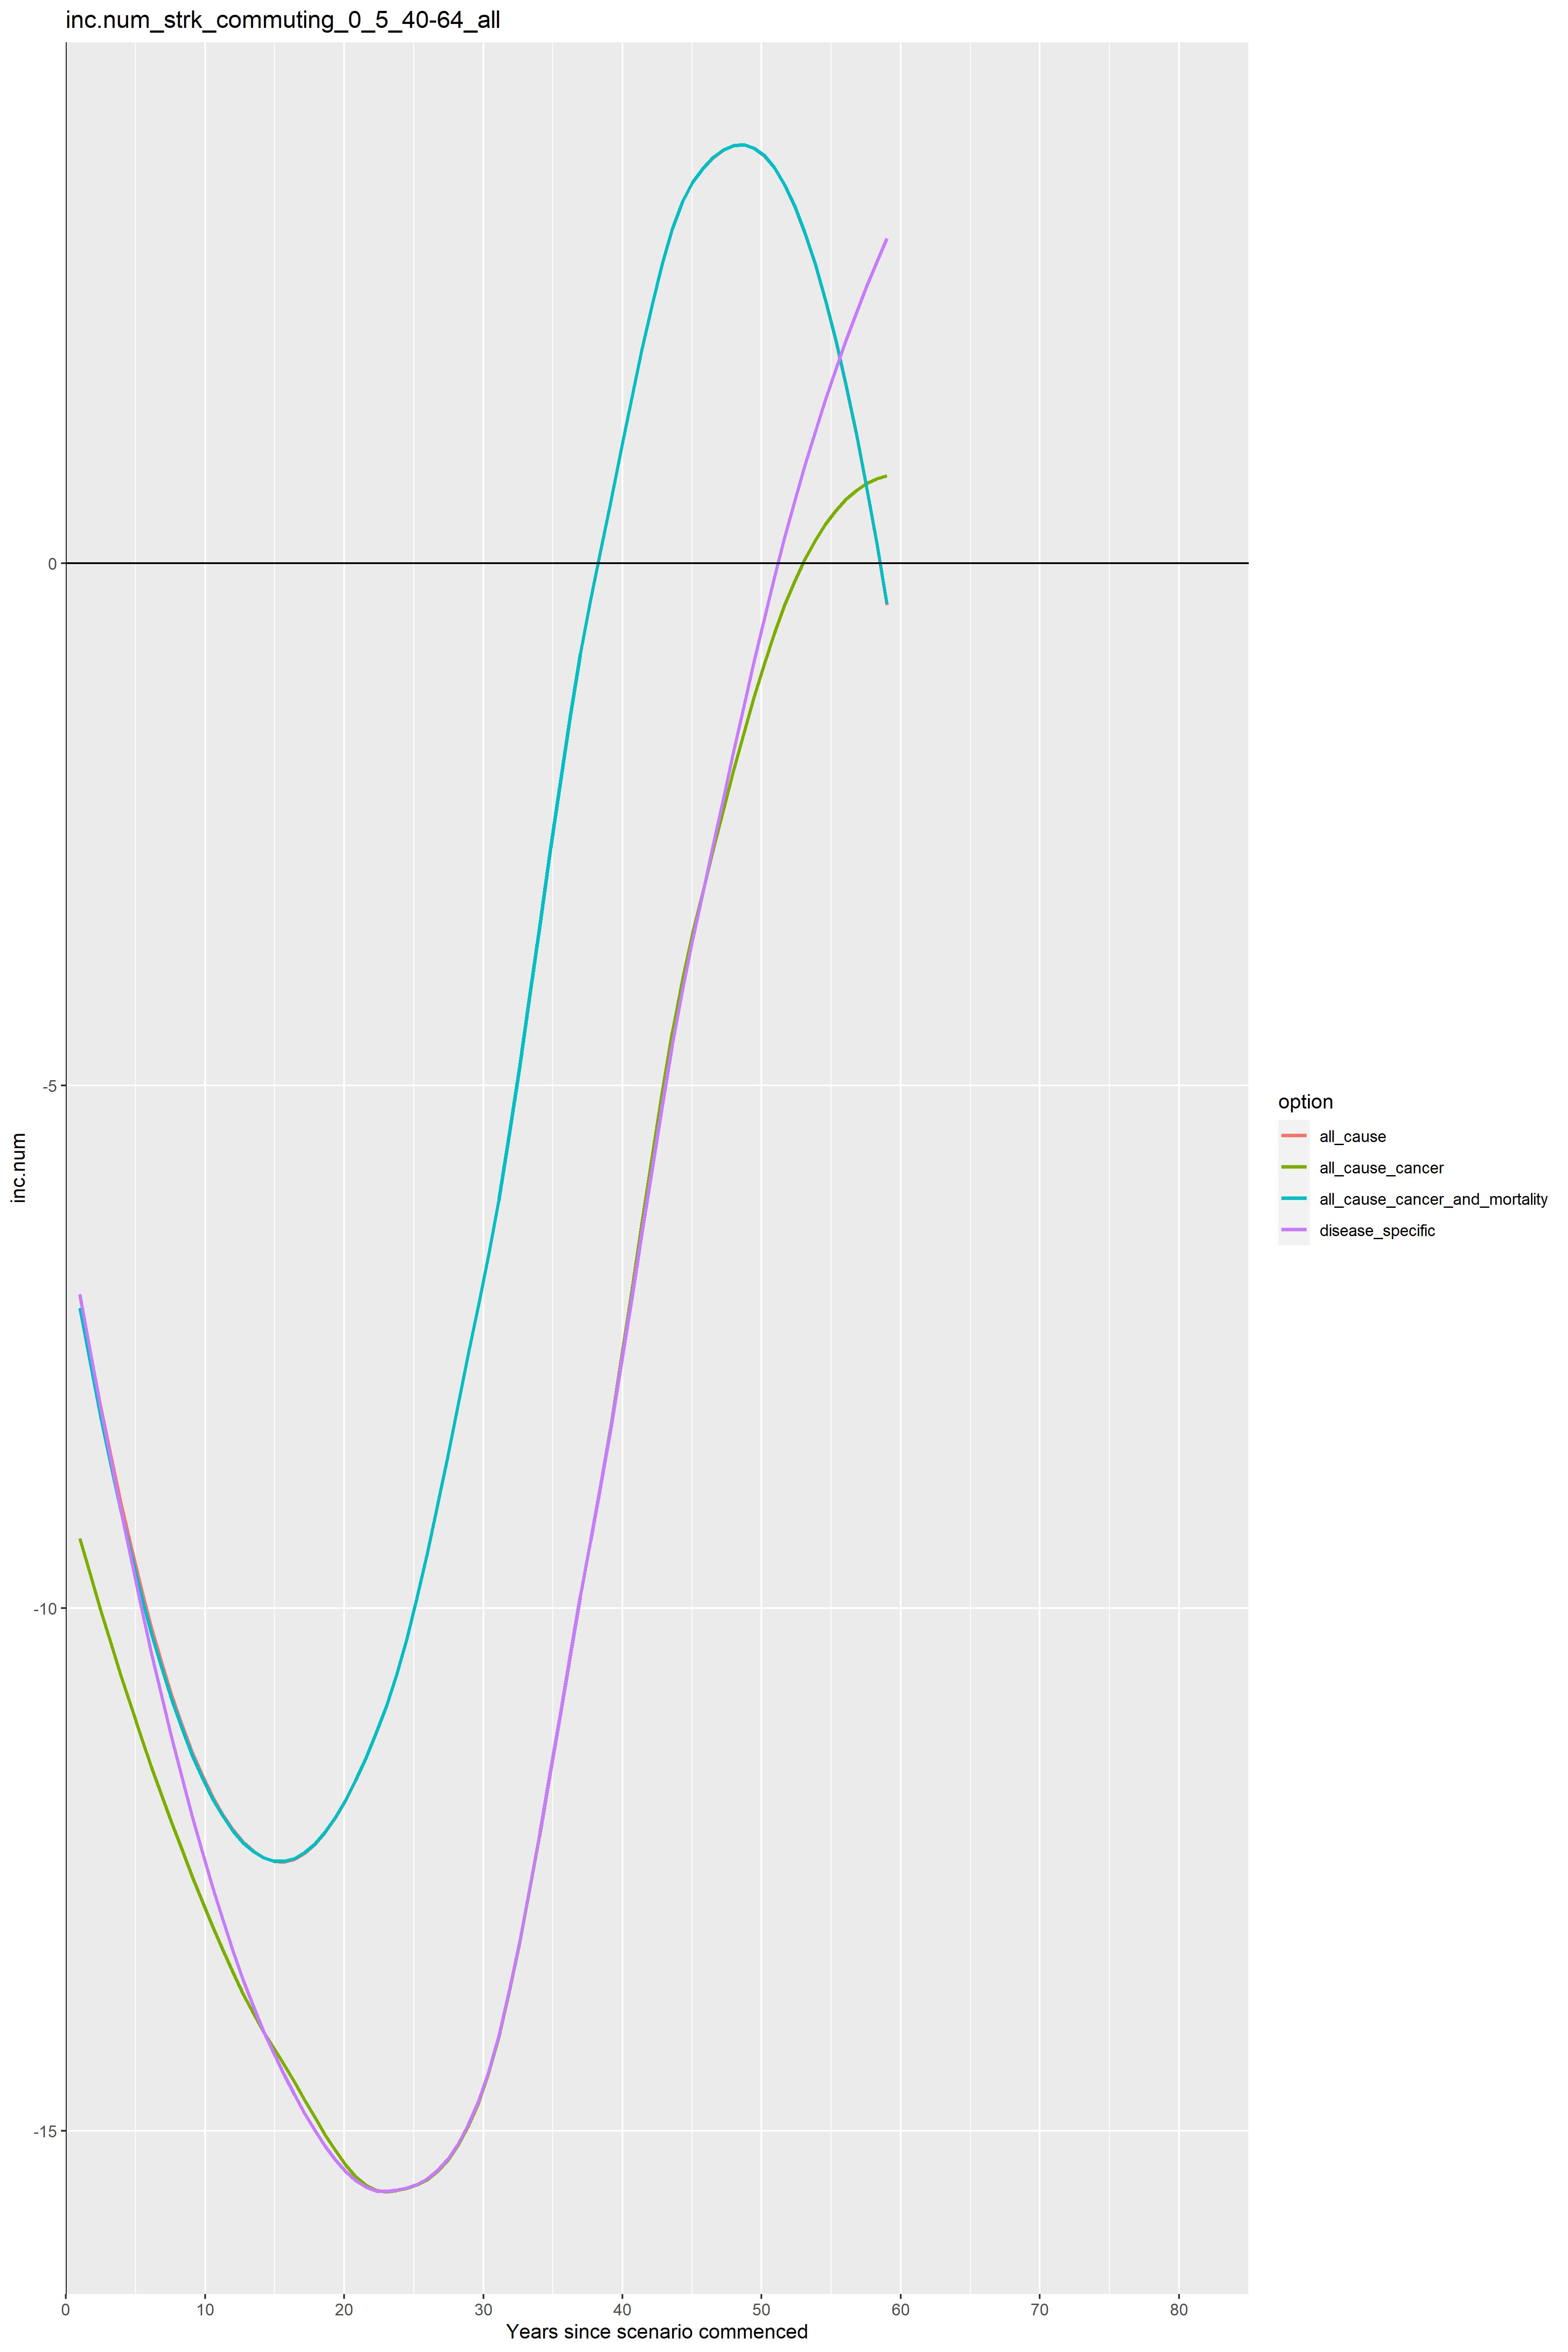 inc.num_strk_commuting_0_5_40-64_all
inc.num
0
-5
-10
-15
0 10 20 30 40 50 60 70 80
Years since scenario commenced
option
all_cause
all_cause_cancer
all_cause_cancer_and_mortality
disease_specific